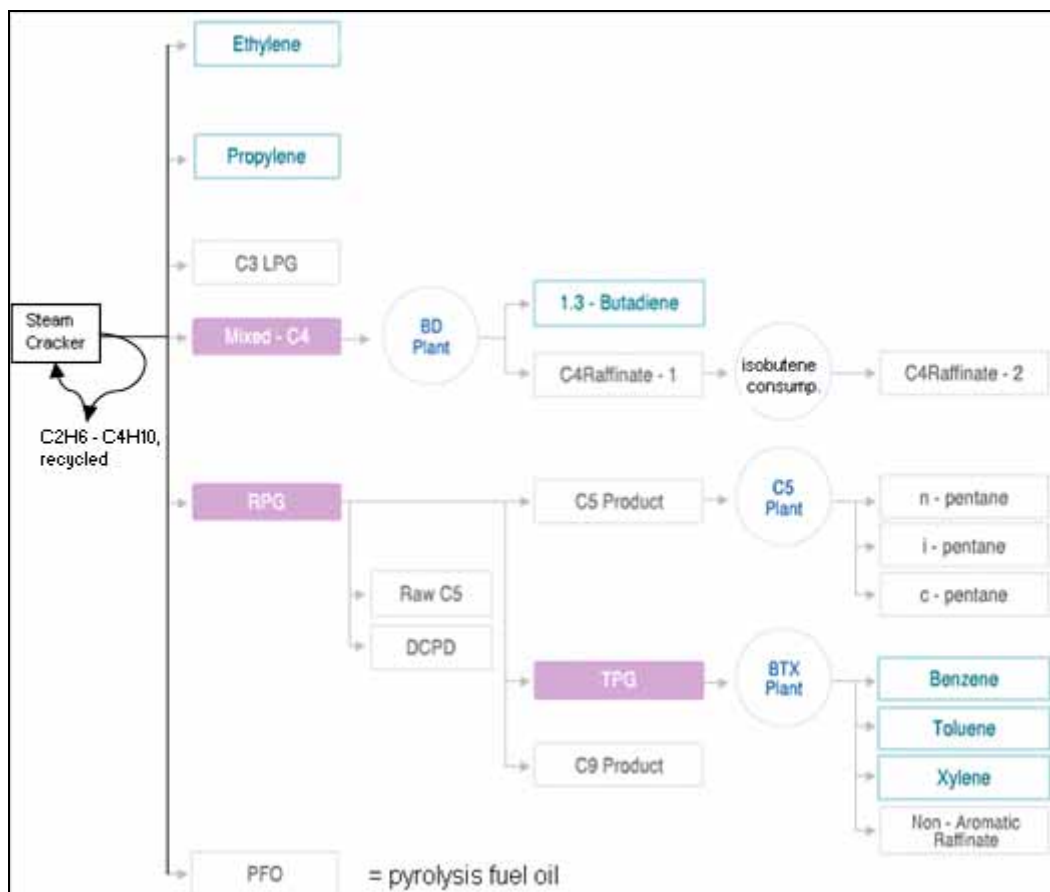 Ethylene
Propylene
C3 LPG
Steam
Cracker
Mixed - C4
BD
Plant
1.3 - Butadiene
C4Raffinate - 1
isobutene
consump.
C4Raffinate - 2
C2H6 - C4H10,
recycled
RPG
C5 Product
C5
Plant
n - pentane
i - pentane
c - pentane
Raw C5
DCPD
TPG
BTX
Plant
Benzene
Toluene
Xylene
C9 Product
Non - Aromatic
Raffinate
PFO = pyrolysis fuel oil